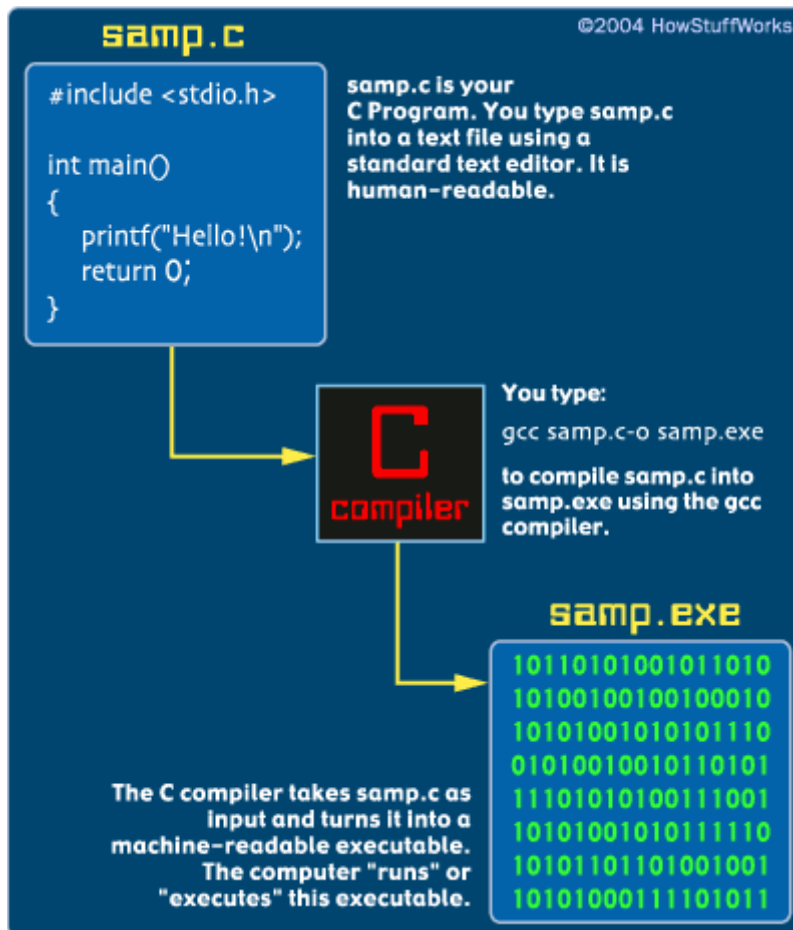 ©2004 HowStuffWorks
samp.c
#include <stdio.h>
int main()
{
printf("Hello!\n");
return 0;
}
samp.c is your
C Program. You type samp.c
into a text file using a
standard text editor. It is
human-readable.
C
compiler
You type:
gcc samp.c-o samp.exe
to compile samp.c into
samp.exe using the gcc
compiler.
samp.exe
10110101001011010
10100100100100010
10101001010101110
01010010010110101
11101010100111001
10101001010111110
10101101101001001
10101000111101011
The C compiler takes samp.c as
input and turns it into a
machine-readable executable.
The computer "runs" or
"executes" this executable.